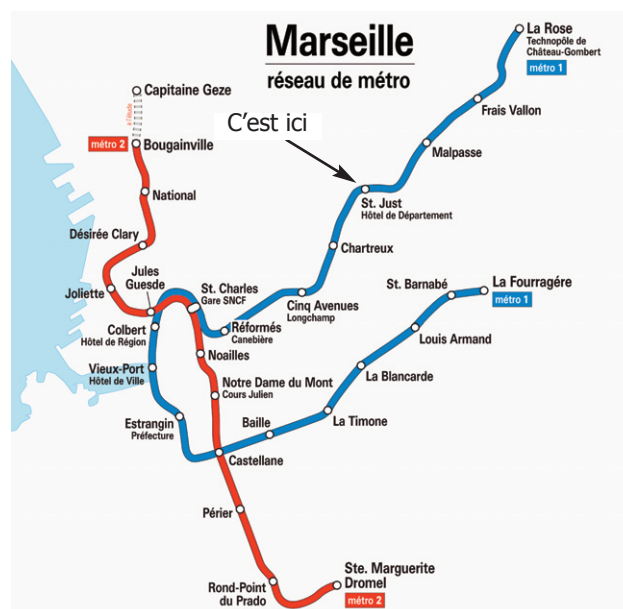 Marseille
réseau de métro
La Rose
Technopôle de
Château-Gombert
métro 1
Capitaine Geze
à l'étude
Frais Vallon
C'est ici
métro 2
Bougainville
Malpasse
National
St. Just
Hôtel de Département
Désirée Clary
Chartreux
Jules
Guesde
St. Charles
Gare SNCF
St. Barnabé
La Fourragére
métro 1
Joliette
Cinq Avenues
Longchamp
Colbert
Hôtel de Région
Réformés
Canebière
Louis Armand
Noailles
Vieux-Port
Hôtel de Ville
La Blancarde
Notre Dame du Mont
Cours Julien
Estrangin
Préfecture
Baille
La Timone
Castellane
Périer
Ste. Marguerite
Dromel
métro 2
Rond-Point
du Prado